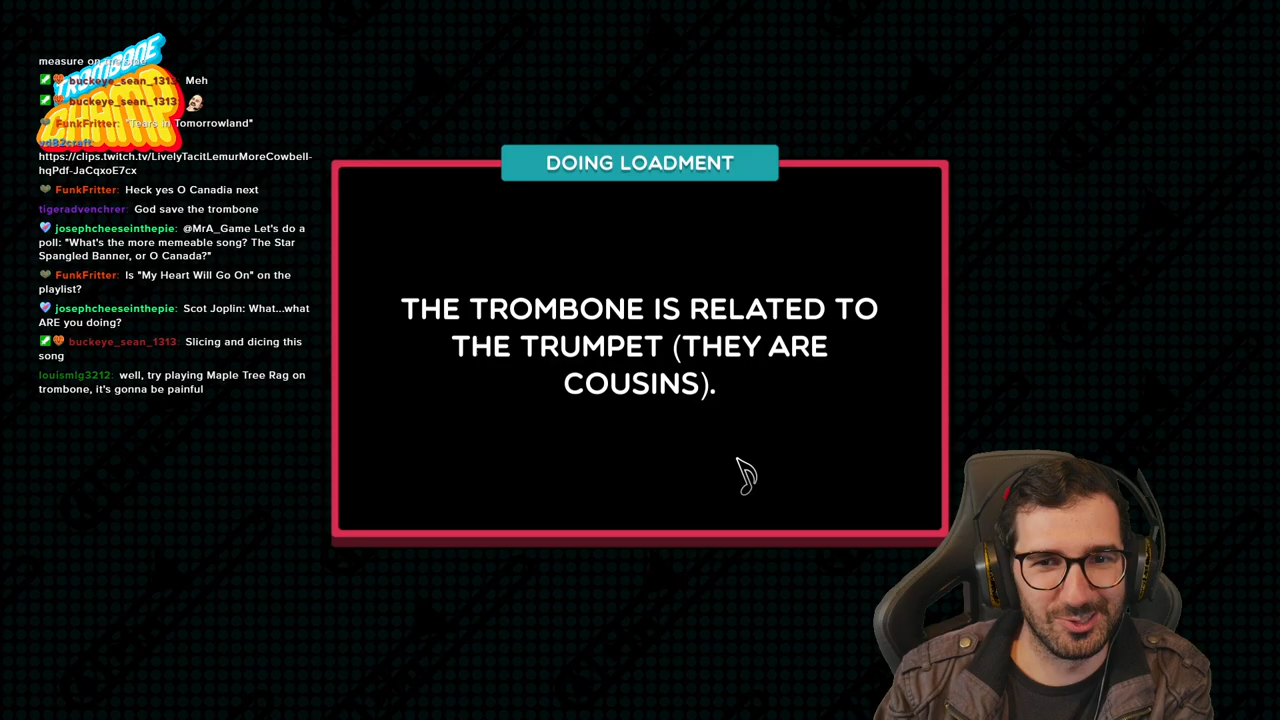 measure on
TROMBONE
CHAMP
buckeye_sean_1313: Meh
buckeye_sean_1313:
FunkFritter: "Tears in Tomorrowland"
https://clips.twitch.tv/LivelyTacitLemurMoreCowbell-
hqPdf-JaCqxoE7cx
FunkFritter: Heck yes O Canadia next
tigeradvenchrer: God save the trombone
josephcheeseinthepie: @MrA_Game Let's do a
poll: "What's the more memeable song? The Star
Spangled Banner, or O Canada?"
FunkFritter: Is "My Heart Will Go On" on the
playlist?
josephcheeseinthepie: Scot Joplin: What...what
ARE you doing?
buckeye_sean_1313: Slicing and dicing this
song
louismlg3212: well, try playing Maple Tree Rag on
trombone, it's gonna be painful
DOING LOADMENT
THE TROMBONE IS RELATED TO
THE TRUMPET (THEY ARE
COUSINS).